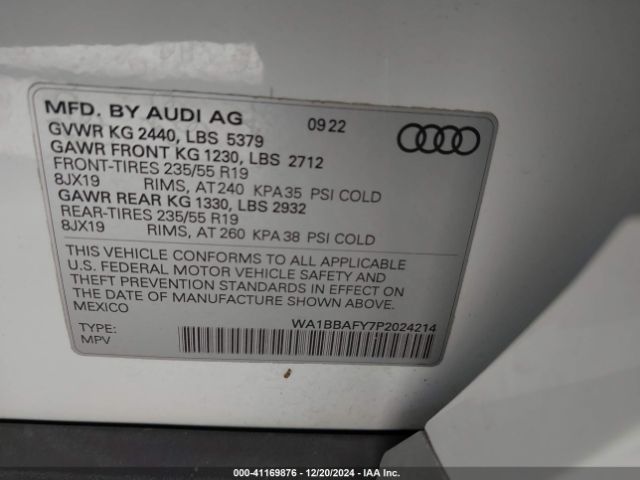 MFD. BY AUDI AG 09 22
GVWR KG 2440, LBS 5379
GAWR FRONT KG 1230, LBS 2712
FRONT-TIRES 235/55 R19
8JX19 RIMS, AT 240 KPA 35 PSI COLD
GAWR REAR KG 1330, LBS 2932
REAR-TIRES 235/55 R19
8JX19 RIMS, AT 260 KPA 38 PSI COLD
THIS VEHICLE CONFORMS TO ALL APPLICABLE
U.S. FEDERAL MOTOR VEHICLE SAFETY AND
THEFT PREVENTION STANDARDS IN EFFECT ON
THE DATE OF MANUFACTURE SHOWN ABOVE.
MEXICO
WA1BBAFY7P2024214
TYPE:
MPV
000-41169876 - 12/20/2024 - IAA Inc.